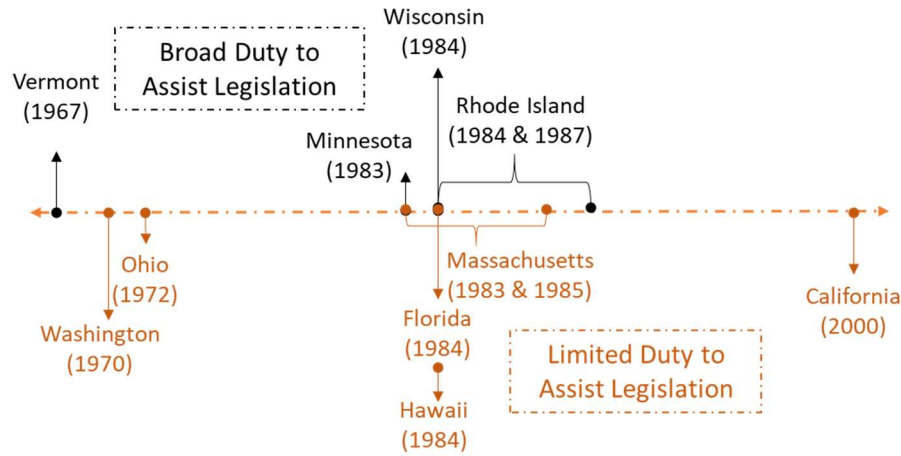 Wisconsin
(1984)
Broad Duty to
Assist Legislation
Vermont
(1967)
Rhode Island
(1984 & 1987)
Minnesota
(1983)
Ohio
(1972)
Massachusetts
(1983 & 1985)
California
(2000)
Washington
(1970)
Florida
(1984)
Limited Duty to
Assist Legislation
Hawaii
(1984)